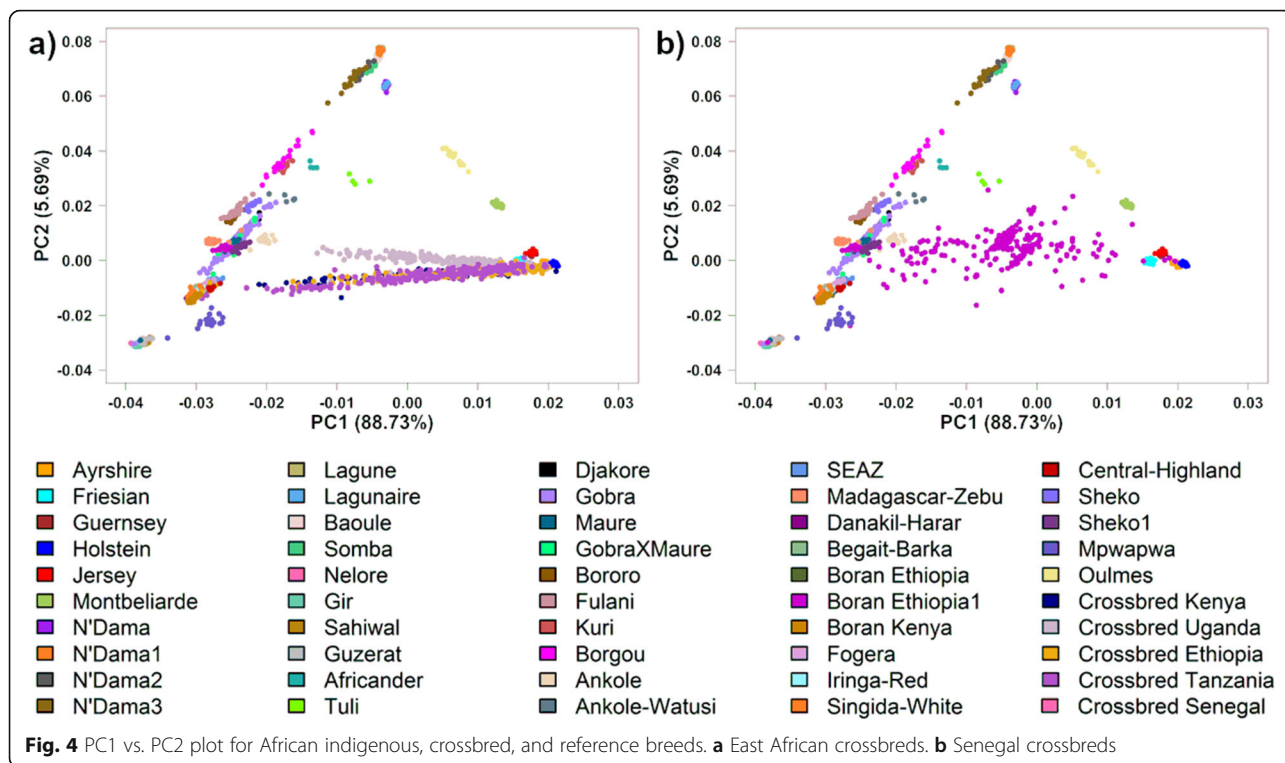 a)
b)
0.08
0.06
0.04
0.02
0.00
-0.02
-0.04
PC2 (5.69%)
-0.04 -0.03 -0.02 -0.01 0.00 0.01 0.02 0.03
PC1 (88.73%)
0.08
0.06
0.04
0.02
0.00
-0.02
-0.04
PC2 (5.69%)
-0.04 -0.03 -0.02 -0.01 0.00 0.01 0.02 0.03
PC1 (88.73%)
Ayrshire
Friesian
Guernsey
Holstein
Jersey
Montbeliarde
N'Dama
N'Dama1
N'Dama2
N'Dama3
Lagune
Lagunaire
Baoule
Somba
Nelore
Gir
Sahiwal
Guzerat
Africander
Tuli
Djakore
Gobra
Maure
GobraXMaure
Bororo
Fulani
Kuri
Borgou
Ankole
Ankole-Watusi
SEAZ
Madagascar-Zebu
Danakil-Harar
Begait-Barka
Boran Ethiopia
Boran Ethiopia1
Boran Kenya
Fogera
Iringa-Red
Singida-White
Central-Highland
Sheko
Sheko1
Mpwapwa
Oulmes
Crossbred Kenya
Crossbred Uganda
Crossbred Ethiopia
Crossbred Tanzania
Crossbred Senegal
Fig. 4 PC1 vs. PC2 plot for African indigenous, crossbred, and reference breeds. a East African crossbreds. b Senegal crossbreds